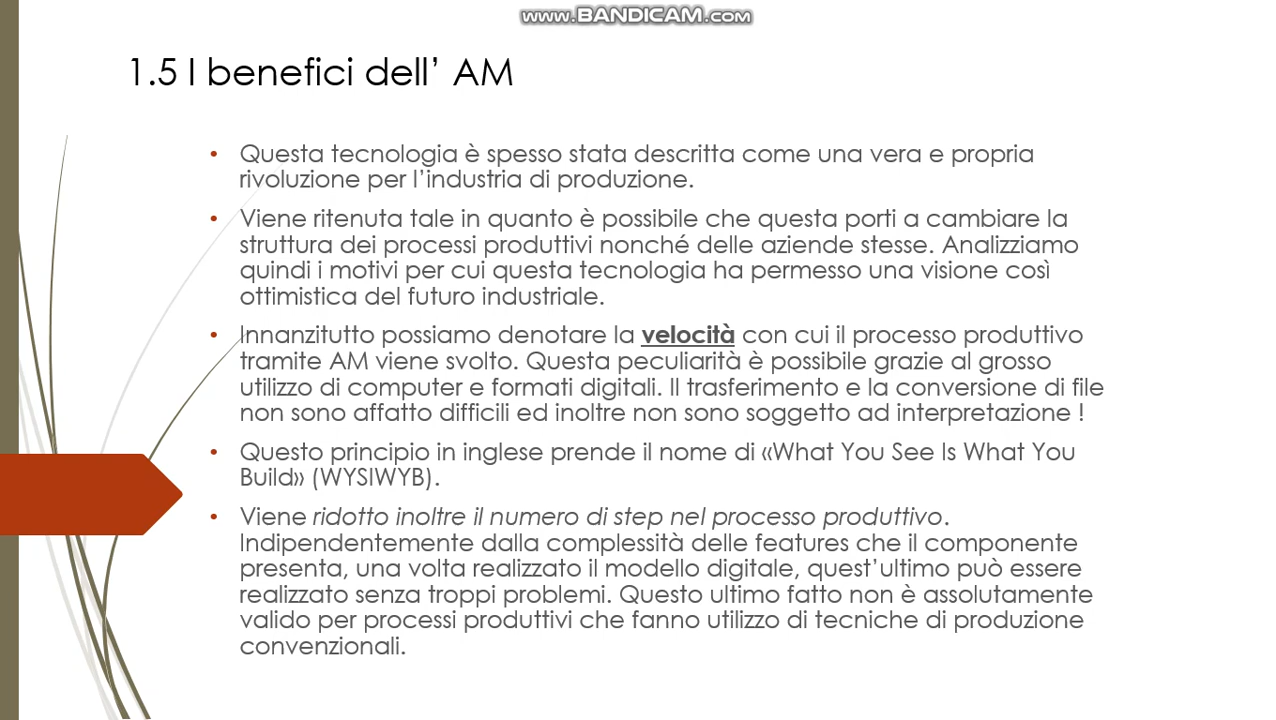 www.BANDICAM.com
1.5 I benefici dell’ AM
• Questa tecnologia è spesso stata descritta come una vera e propria
rivoluzione per l’industria di produzione.
• Viene ritenuta tale in quanto è possibile che questa porti a cambiare la
struttura dei processi produttivi nonché delle aziende stesse. Analizziamo
quindi i motivi per cui questa tecnologia ha permesso una visione così
ottimistica del futuro industriale.
• Innanzitutto possiamo denotare la velocità con cui il processo produttivo
tramite AM viene svolto. Questa peculiarità è possibile grazie al grosso
utilizzo di computer e formati digitali. Il trasferimento e la conversione di file
non sono affatto difficili ed inoltre non sono soggetto ad interpretazione !
• Questo principio in inglese prende il nome di «What You See Is What You
Build» (WYSIWYB).
• Viene ridotto inoltre il numero di step nel processo produttivo.
Indipendentemente dalla complessità delle features che il componente
presenta, una volta realizzato il modello digitale, quest’ultimo può essere
realizzato senza troppi problemi. Questo ultimo fatto non è assolutamente
valido per processi produttivi che fanno utilizzo di tecniche di produzione
convenzionali.